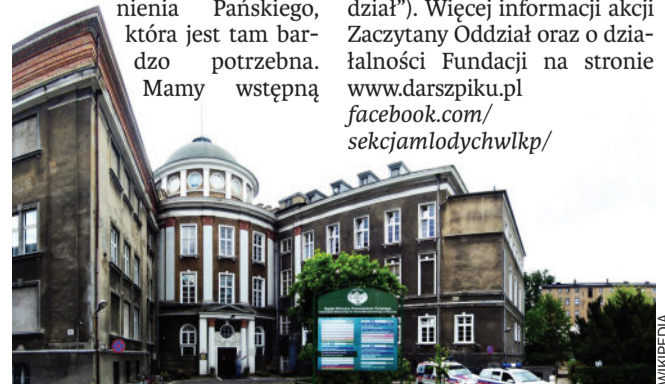 nienia Pańskiego,
która jest tam bar-
dzo potrzebna.
Mamy wstępną
dział”). Więcej informacji akcji
Zaczytany Oddział oraz o dzia-
łalności Fundacji na stronie
www.darszpiku.pl
facebook.com/
sekcjamlodychwlkp/
WIKIPEDIA